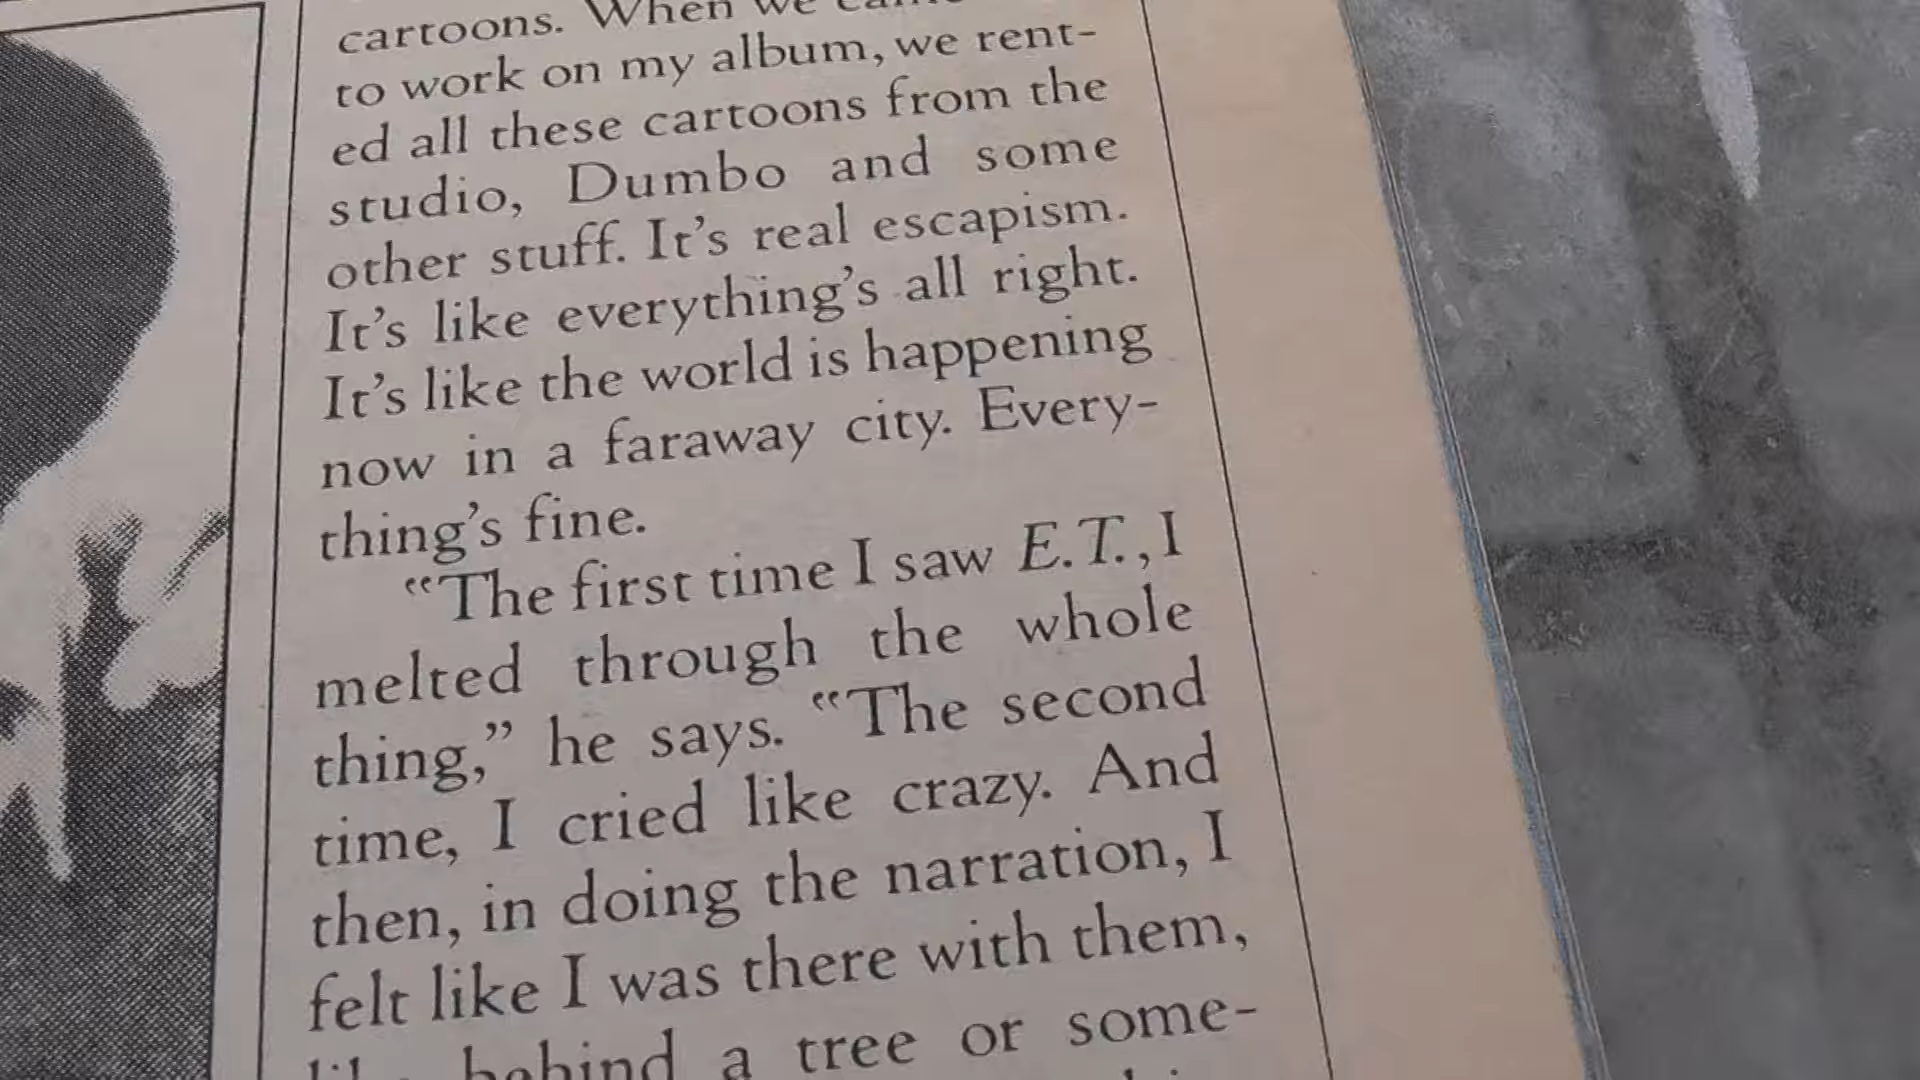 cartoons. When we came
to work on my album, we rent-
ed all these cartoons from the
studio, Dumbo and some
other stuff. It's real escapism.
It's like everything's all right.
It's like the world is happening
now in a faraway city. Every-
thing's fine.
“The first time I saw E.T., I
melted through the whole
thing,” he says. “The second
time, I cried like crazy. And
then, in doing the narration, I
felt like I was there with them,
behind a tree or some-